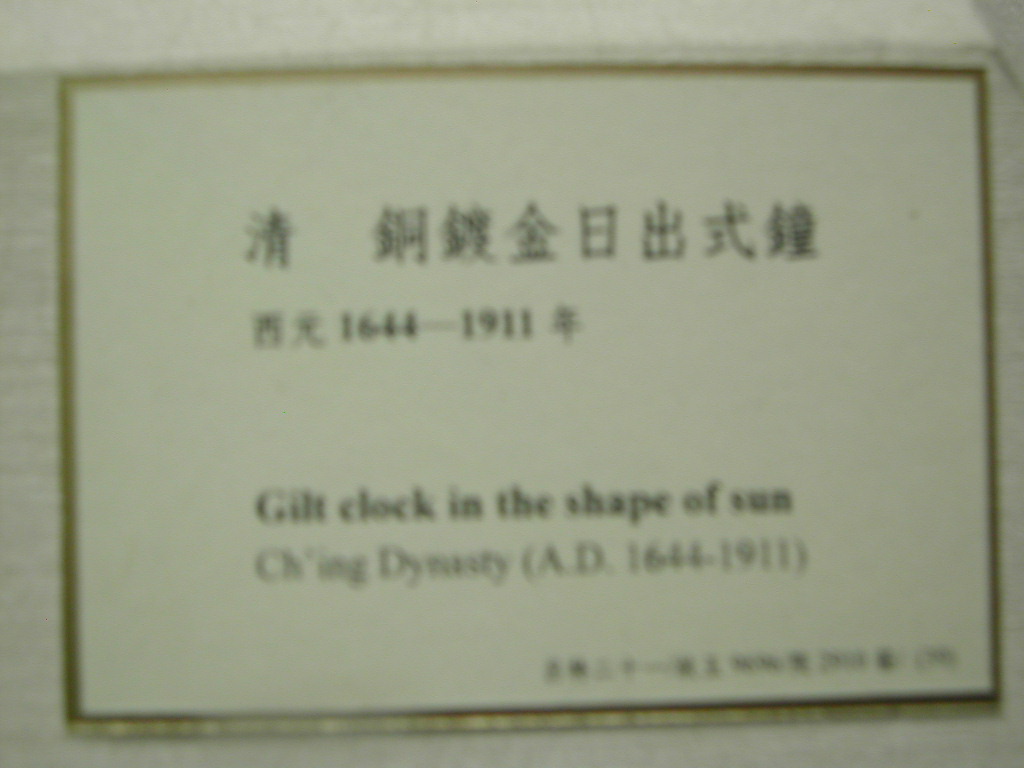 清 銅鍍金日出式鐘
西元 1644—1911 年
Gilt clock in the shape of sun
Ch'ing Dynasty (A.D. 1644-1911)